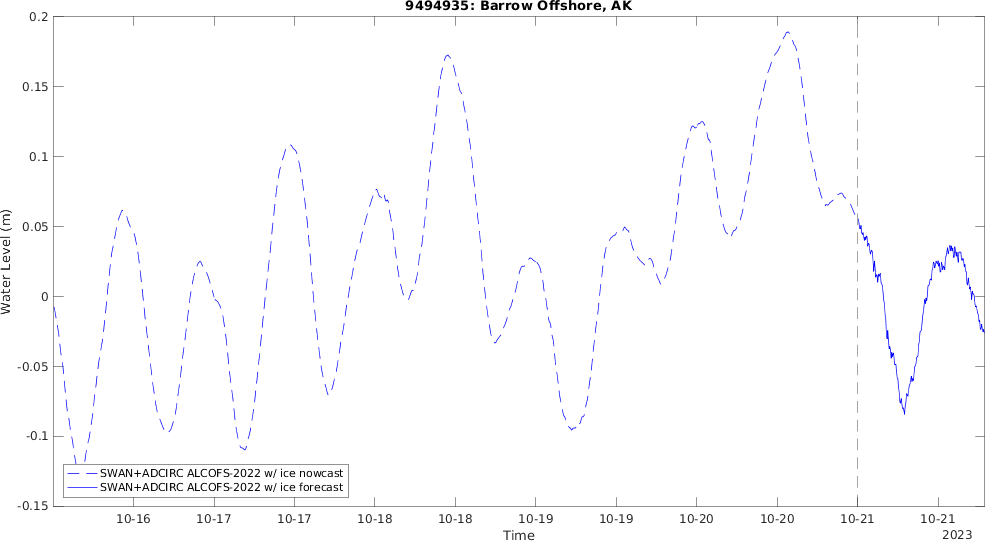 9494935: Barrow Offshore, AK
0.2
0.15
0.1
0.05
0
-0.05
-0.1
-0.15
Water Level (m)
SWAN+ADCIRC ALCOFS-2022 w/ ice nowcast
SWAN+ADCIRC ALCOFS-2022 w/ ice forecast
10-16 10-17 10-17 10-18 10-18 10-19 10-19 10-20 10-20 10-21 10-21
Time
2023